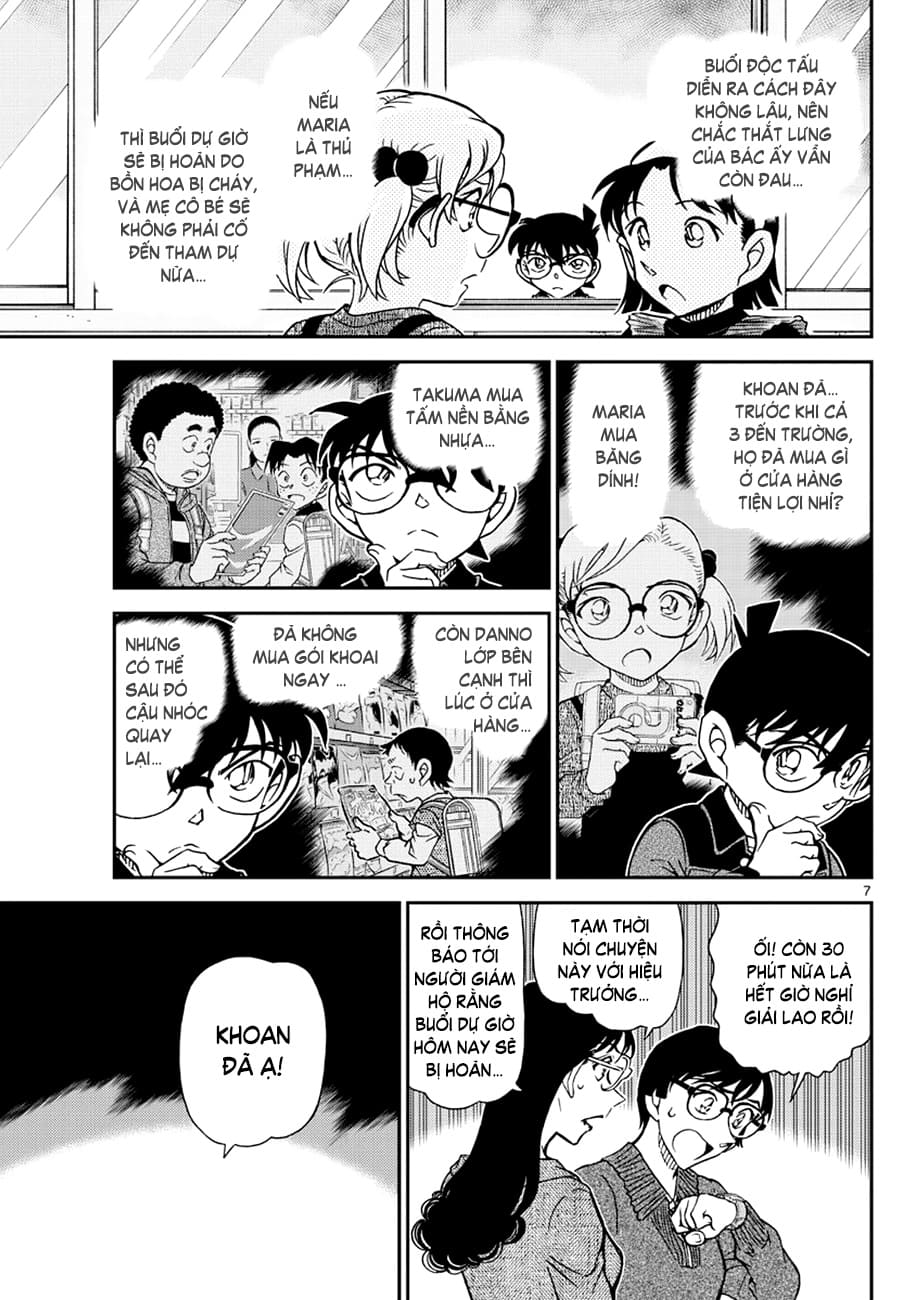 BUỔI ĐỘC TẤU
DIỄN RA CÁCH ĐÂY
KHÔNG LÂU, NÊN
CHẮC THẮT LƯNG
CỦA BÁC ẤY VẪN
CÒN ĐAU...
NẾU
MARIA
LÀ THỦ
PHẠM...
THÌ BUỔI DỰ GIỜ
SẼ BỊ HOÃN DO
BỒN HOA BỊ CHÁY,
VÀ MẸ CÔ BÉ SẼ
KHÔNG PHẢI CỐ
ĐẾN THAM DỰ
NỮA...
KHOAN ĐÃ...
TRƯỚC KHI CẢ
3 ĐẾN TRƯỜNG,
HỌ ĐÃ MUA GÌ
Ở CỬA HÀNG
TIỆN LỢI NHỈ?
MARIA
MUA
BĂNG
DÍNH!
TAKUMA MUA
TẤM NỀN BẰNG
NHỰA...
CÒN DANNO
LỚP BÊN
CẠNH THÌ
LÚC Ở CỬA
HÀNG...
ĐÃ KHÔNG
MUA GÓI KHOAI
NGAY ...
NHƯNG
CÓ THỂ
SAU ĐÓ
CẬU NHÓC
QUAY
LẠI...
7
ỐI! CÒN 30
PHÚT NỮA LÀ
HẾT GIỜ NGHỈ
GIẢI LAO RỒI!
TẠM THỜI
NÓI CHUYỆN
NÀY VỚI HIỆU
TRƯỞNG...
RỒI THÔNG
BÁO TỚI
NGƯỜI GIÁM
HỘ RẰNG
BUỔI DỰ GIỜ
HÔM NAY SẼ
BỊ HOÃN...
KHOAN
ĐÃ Ạ!